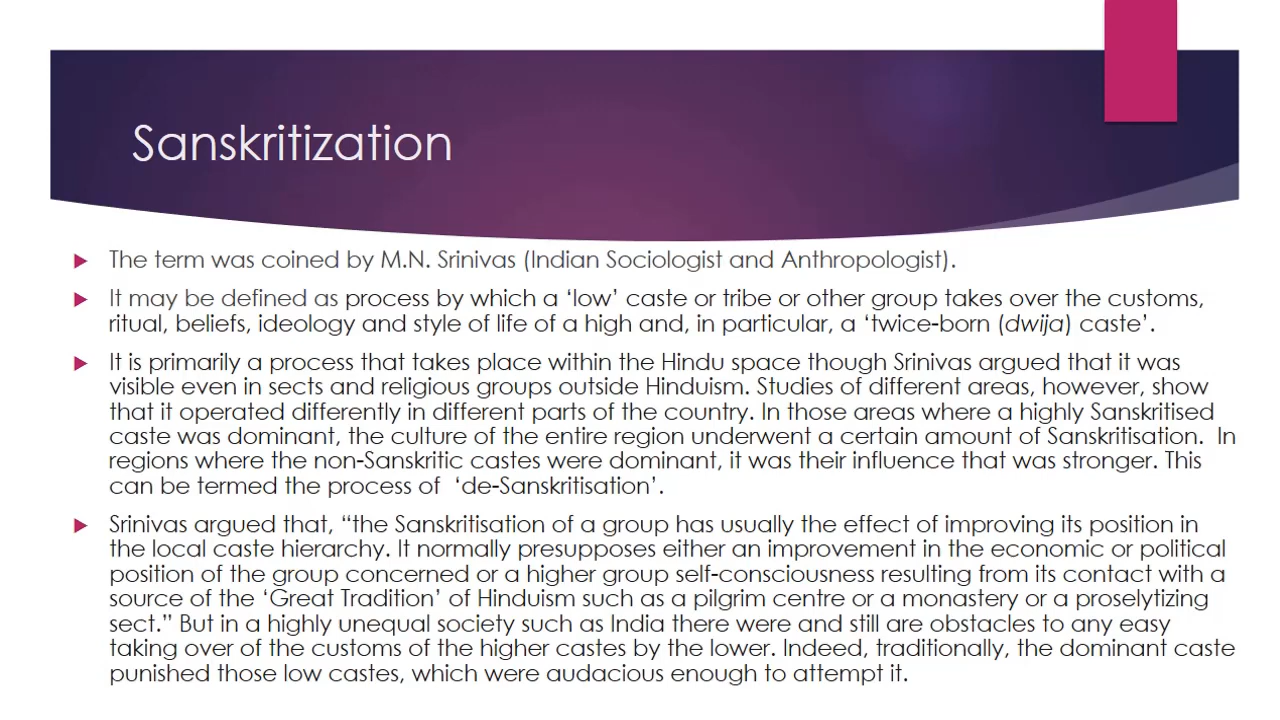 Sanskritization
The term was coined by M.N. Srinivas (Indian Sociologist and Anthropologist).
It may be defined as process by which a ‘low’ caste or tribe or other group takes over the customs,
ritual, beliefs, ideology and style of life of a high and, in particular, a ‘twice-born (dwija) caste’.
It is primarily a process that takes place within the Hindu space though Srinivas argued that it was
visible even in sects and religious groups outside Hinduism. Studies of different areas, however, show
that it operated differently in different parts of the country. In those areas where a highly Sanskritised
caste was dominant, the culture of the entire region underwent a certain amount of Sanskritisation. In
regions where the non-Sanskritic castes were dominant, it was their influence that was stronger. This
can be termed the process of ‘de-Sanskritisation’.
Srinivas argued that, “the Sanskritisation of a group has usually the effect of improving its position in
the local caste hierarchy. It normally presupposes either an improvement in the economic or political
position of the group concerned or a higher group self-consciousness resulting from its contact with a
source of the ‘Great Tradition’ of Hinduism such as a pilgrim centre or a monastery or a proselytizing
sect.” But in a highly unequal society such as India there were and still are obstacles to any easy
taking over of the customs of the higher castes by the lower. Indeed, traditionally, the dominant caste
punished those low castes, which were audacious enough to attempt it.